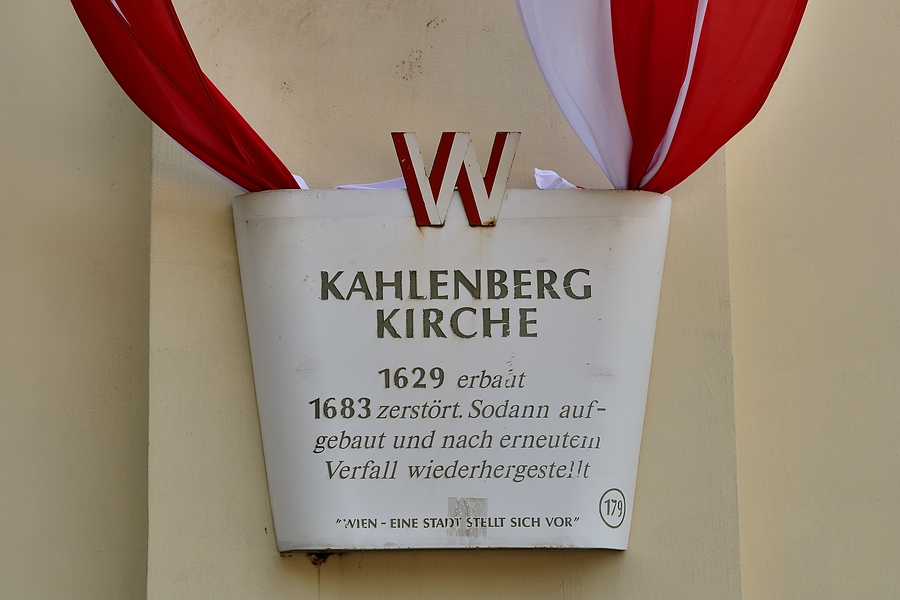 W
KAHLENBERG
KIRCHE
1629 erbaut
1683 zerstört. Sodann auf-
gebaut und nach erneutem
Verfall wiederhergestellt
"WIEN - EINE STADT STELLT SICH VOR"
179